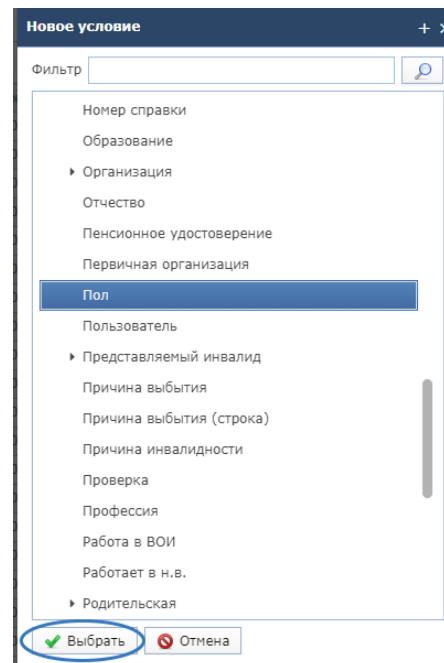 Новое условие
Фильтр
Номер справки
Образование
Организация
Отчество
Пенсионное удостоверение
Первичная организация
Пол
Пользователь
Представляемый инвалид
Причина выбытия
Причина выбытия (строка)
Причина инвалидности
Проверка
Профессия
Работа в ВОИ
Работает в н.в.
Родительская
Выбрать Отмена